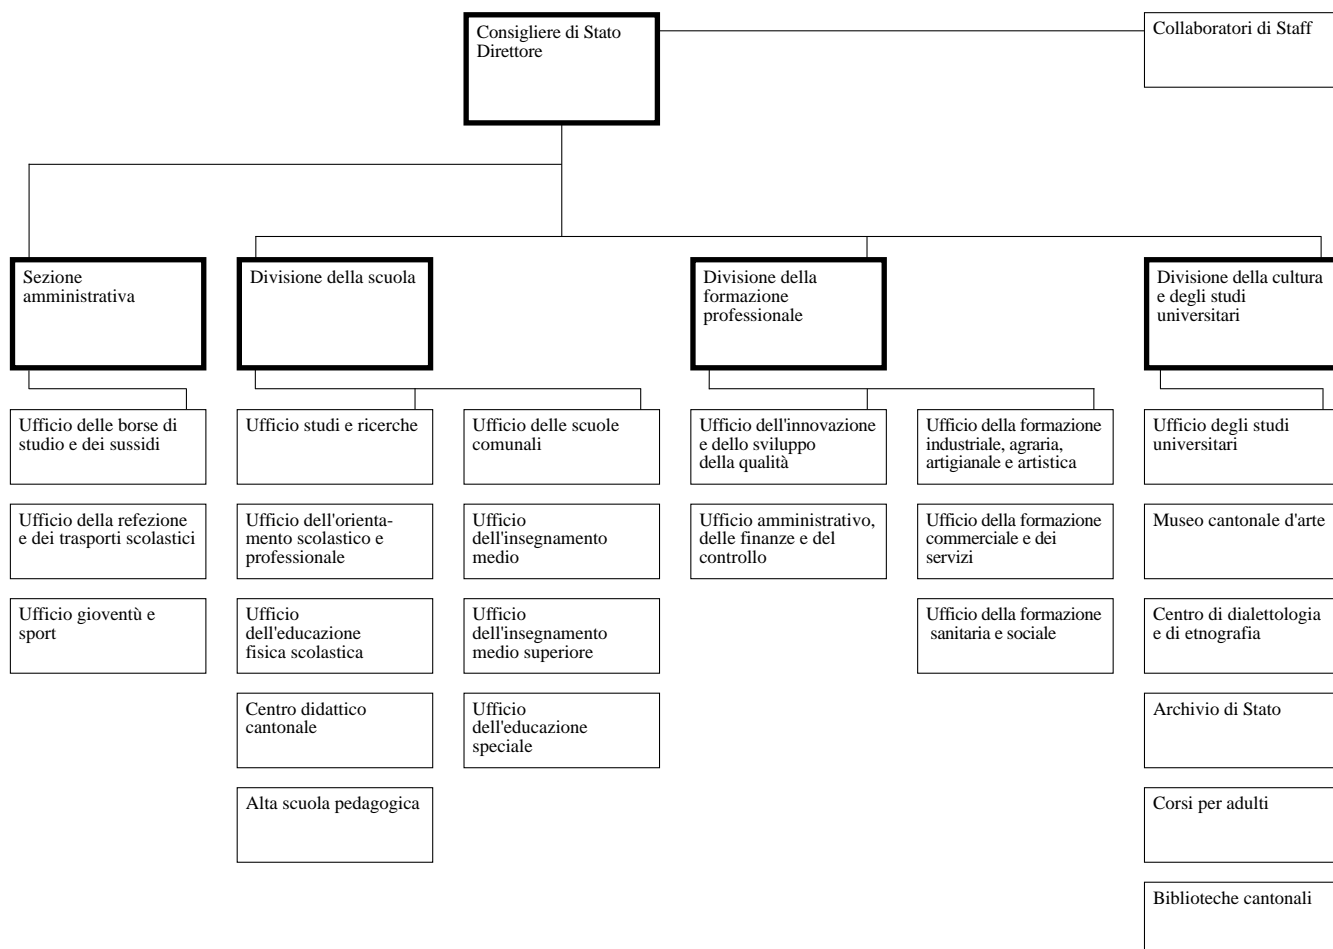 Consigliere di Stato
Direttore
Collaboratori di Staff
Sezione
amministrativa
Divisione della scuola
Divisione della
formazione
professionale
Divisione della cultura
e degli studi
universitari
Ufficio delle borse di
studio e dei sussidi
Ufficio studi e ricerche
Ufficio delle scuole
comunali
Ufficio dell'innovazione
e dello sviluppo
della qualità
Ufficio della formazione
industriale, agraria,
artigianale e artistica
Ufficio degli studi
universitari
Ufficio della refezione
e dei trasporti scolastici
Ufficio dell'orienta-
mento scolastico e
professionale
Ufficio
dell'insegnamento
medio
Ufficio amministrativo,
delle finanze e del
controllo
Ufficio della formazione
commerciale e dei
servizi
Museo cantonale d'arte
Ufficio gioventù e
sport
Ufficio
dell'educazione
fisica scolastica
Ufficio
dell'insegnamento
medio superiore
Ufficio della formazione
sanitaria e sociale
Centro di dialettologia
e di etnografia
Centro didattico
cantonale
Ufficio
dell'educazione
speciale
Archivio di Stato
Alta scuola pedagogica
Corsi per adulti
Biblioteche cantonali